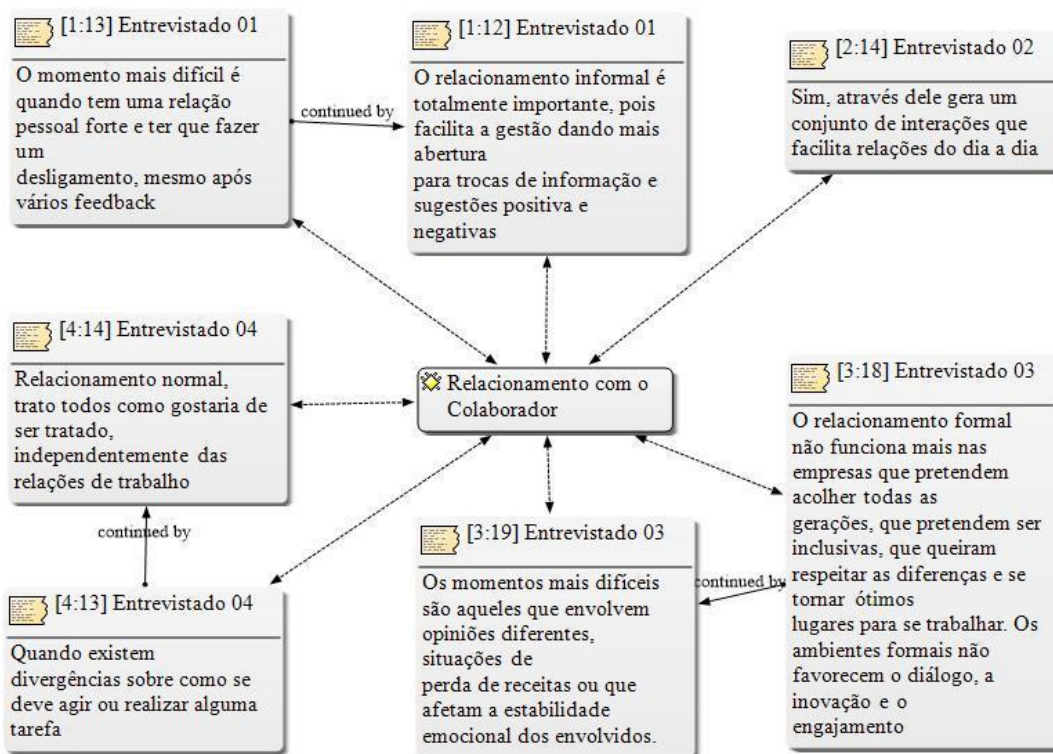 [1:13] Entrevistado 01
O momento mais difícil é
quando tem uma relação
pessoal forte e ter que fazer
um
desligamento, mesmo após
vários feedback
continued by
[1:12] Entrevistado 01
O relacionamento informal é
totalmente importante, pois
facilita a gestão dando mais
abertura
para trocas de informação e
sugestões positiva e
negativas
[2:14] Entrevistado 02
Sim, através dele gera um
conjunto de interações que
facilita relações do dia a dia
[4:14] Entrevistado 04
Relacionamento normal,
trato todos como gostaria de
ser tratado,
independentemente das
relações de trabalho
Relacionamento com o
Colaborador
[3:18] Entrevistado 03
O relacionamento formal
não funciona mais nas
empresas que pretendem
acolher todas as
gerações, que pretendem ser
inclusivas, que queiram
respeitar as diferenças e se
tornar ótimos
lugares para se trabalhar. Os
ambientes formais não
favorecem o diálogo, a
inovação e o
engajamento
continued by
[4:13] Entrevistado 04
Quando existem
divergências sobre como se
deve agir ou realizar alguma
tarefa
[3:19] Entrevistado 03
Os momentos mais difíceis
são aqueles que envolvem
opiniões diferentes,
situações de
perda de receitas ou que
afetam a estabilidade
emocional dos envolvidos.
continued by